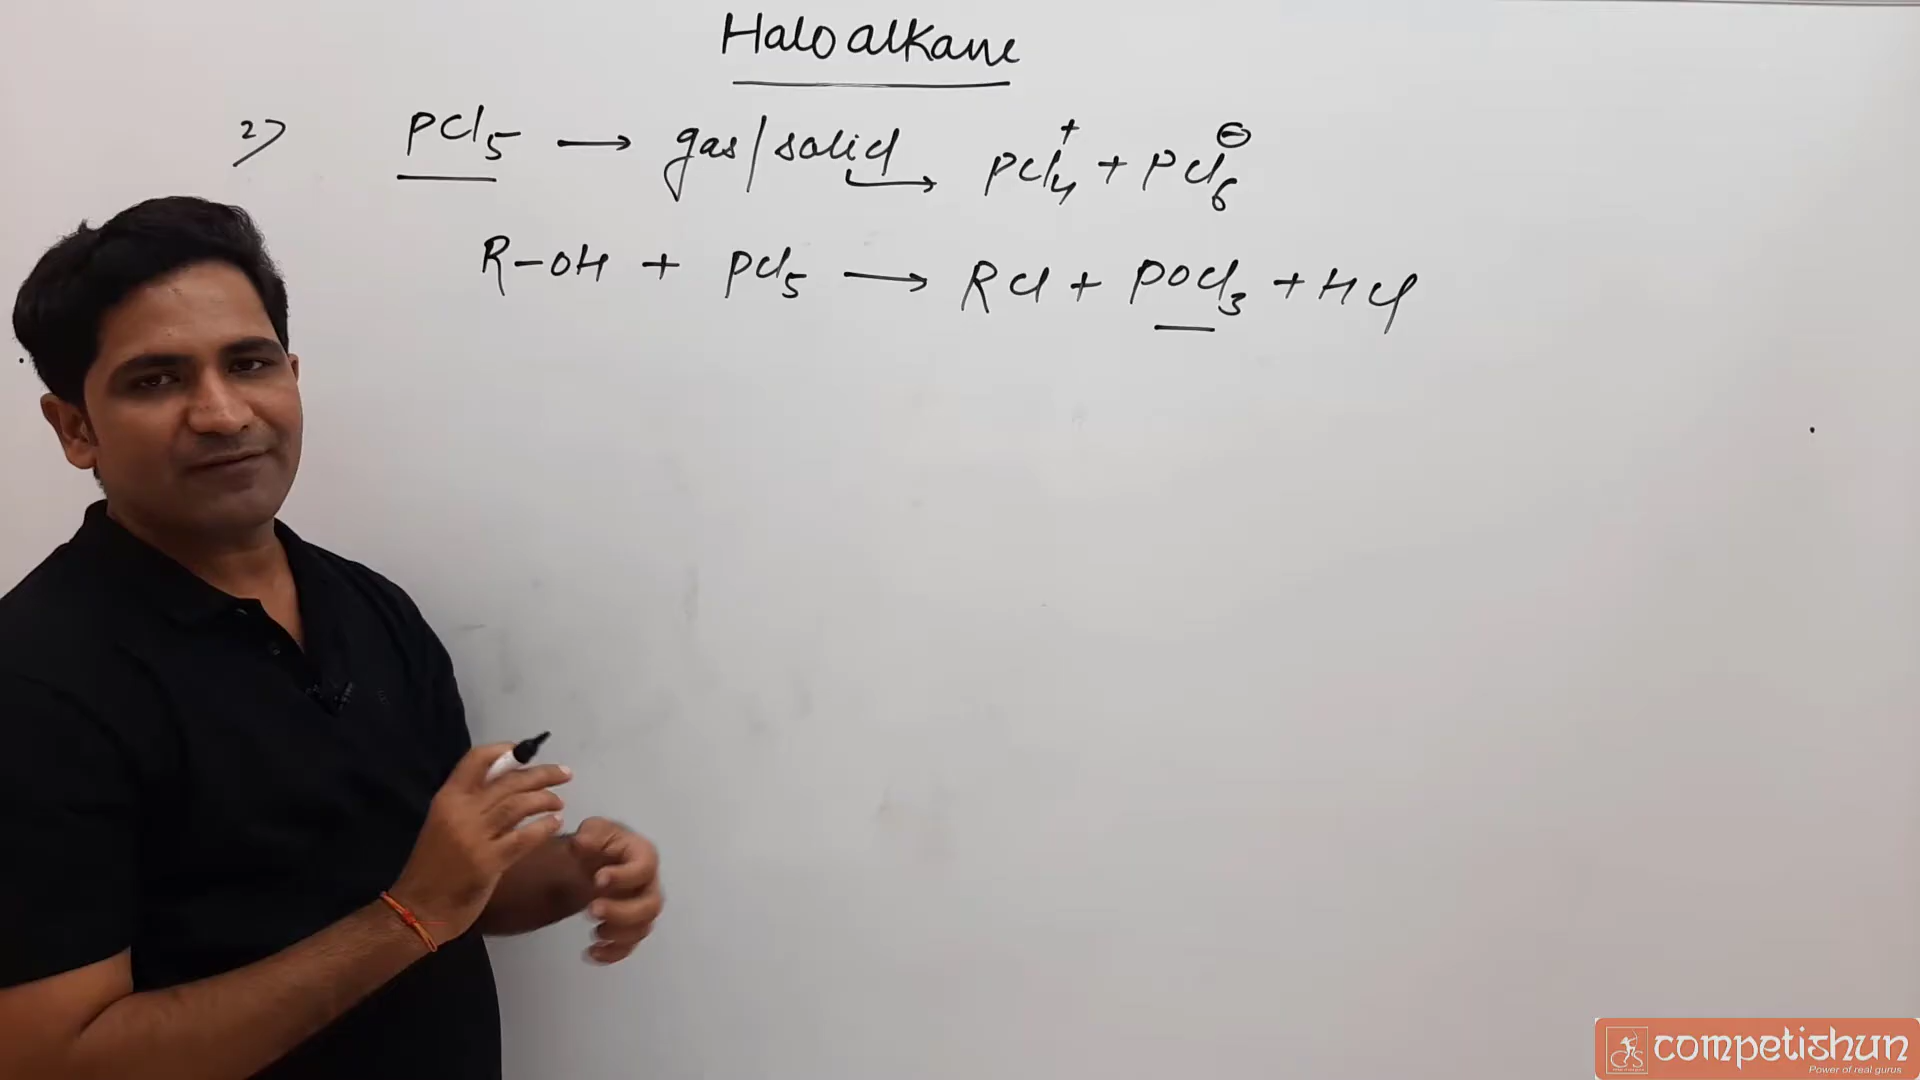 Haloalkane
2) PCl5 → gas/solid → PCl4+ + PCl6⊖
R-OH + PCl5 → RCl + POCl3 + HCl
competishun
Power of real gurus